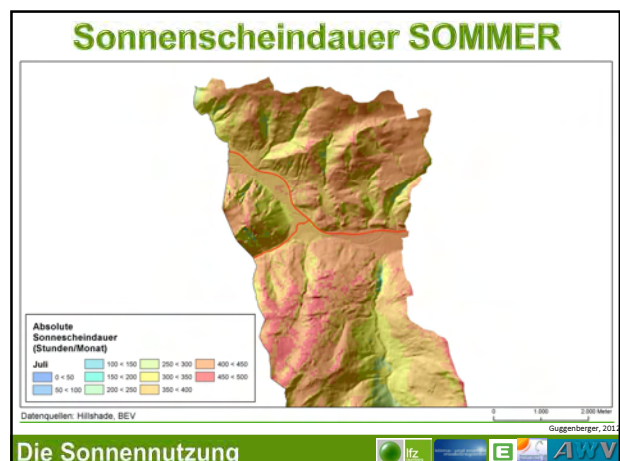 Sonnenscheindauer SOMMER
Absolute
Sonnescheindauer
(Stunden/Monat)
Juli
0 < 50
50 < 100
100 < 150
150 < 200
200 < 250
250 < 300
300 < 350
350 < 400
400 < 450
450 < 500
Datenquellen: Hillshade, BEV
0 1.000 2.000 Meter
Guggenberger, 2012
Die Sonnennutzung
lfz
E
AWV